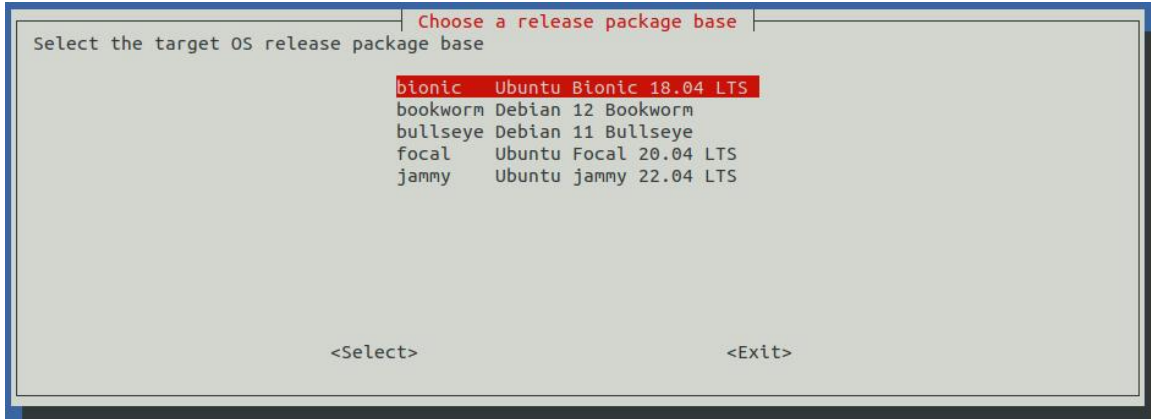 Choose a release package base
Select the target OS release package base
bionic Ubuntu Bionic 18.04 LTS
bookworm Debian 12 Bookworm
bullseye Debian 11 Bullseye
focal Ubuntu Focal 20.04 LTS
jammy Ubuntu jammy 22.04 LTS
<Select> <Exit>